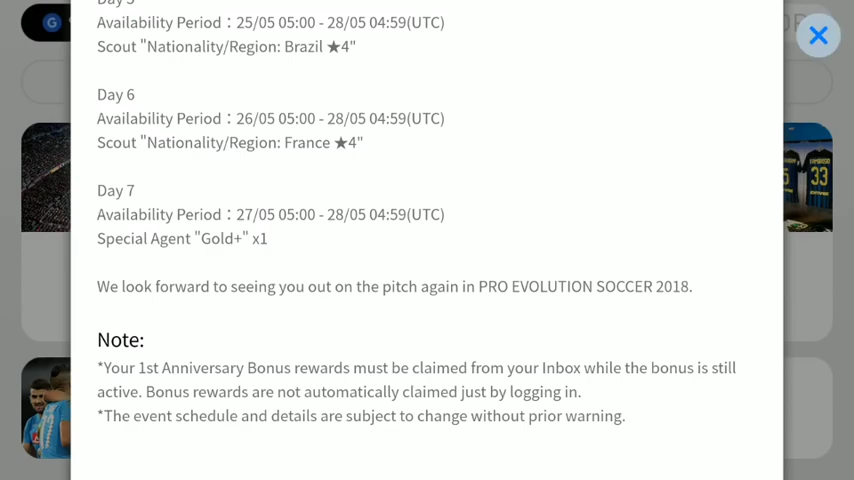 Day 5
Availability Period：25/05 05:00 - 28/05 04:59(UTC)
Scout "Nationality/Region: Brazil ★4"
Day 6
Availability Period：26/05 05:00 - 28/05 04:59(UTC)
Scout "Nationality/Region: France ★4"
Day 7
Availability Period：27/05 05:00 - 28/05 04:59(UTC)
Special Agent "Gold+" x1
We look forward to seeing you out on the pitch again in PRO EVOLUTION SOCCER 2018.
Note:
*Your 1st Anniversary Bonus rewards must be claimed from your Inbox while the bonus is still
active. Bonus rewards are not automatically claimed just by logging in.
*The event schedule and details are subject to change without prior warning.
G
33